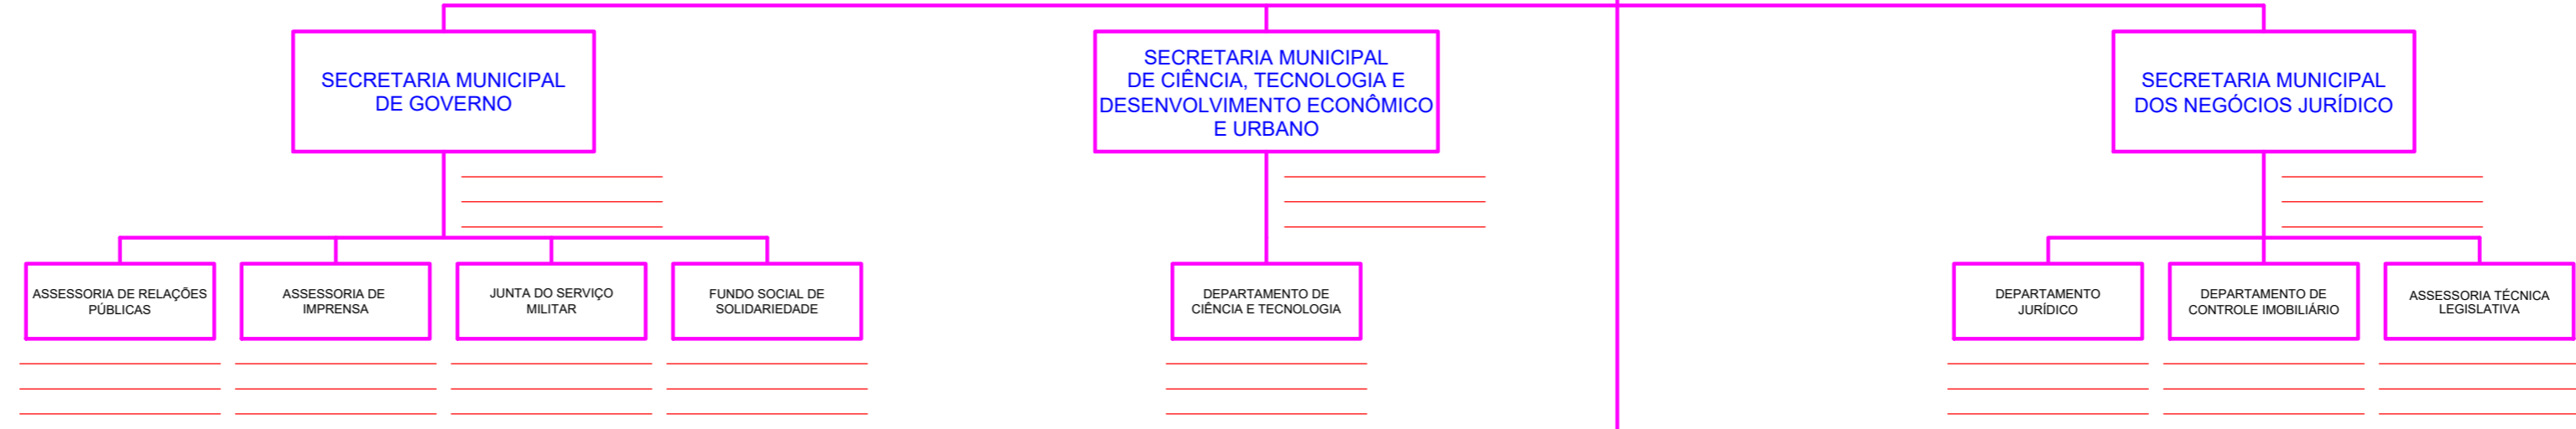 SECRETARIA MUNICIPAL
DE GOVERNO
SECRETARIA MUNICIPAL
DE CIÊNCIA, TECNOLOGIA E
DESENVOLVIMENTO ECONÔMICO
E URBANO
SECRETARIA MUNICIPAL
DOS NEGÓCIOS JURÍDICO
ASSESSORIA DE RELAÇÕES
PÚBLICAS
ASSESSORIA DE
IMPRENSA
JUNTA DO SERVIÇO
MILITAR
FUNDO SOCIAL DE
SOLIDARIEDADE
DEPARTAMENTO DE
CIÊNCIA E TECNOLOGIA
DEPARTAMENTO
JURÍDICO
DEPARTAMENTO DE
CONTROLE IMOBILIÁRIO
ASSESSORIA TÉCNICA
LEGISLATIVA